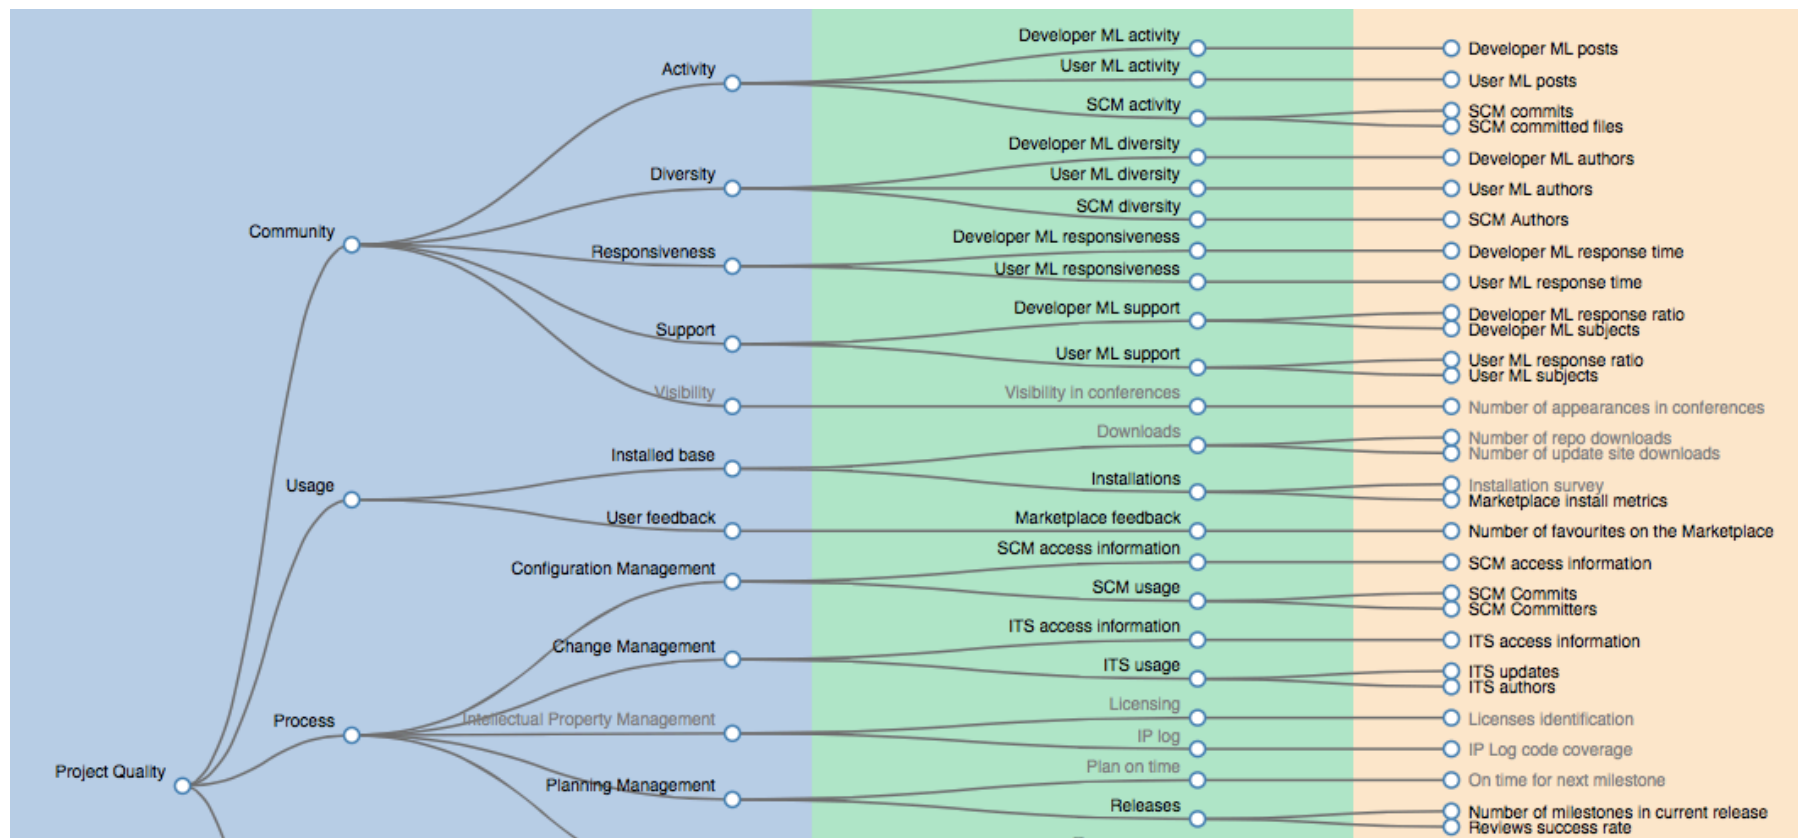 Developer ML activity
Developer ML posts
Activity
User ML activity
User ML posts
SCM activity
SCM commits
SCM committed files
Developer ML diversity
Developer ML authors
Diversity
User ML diversity
User ML authors
SCM diversity
SCM Authors
Community
Developer ML responsiveness
Developer ML response time
Responsiveness
User ML responsiveness
User ML response time
Developer ML support
Developer ML response ratio
Developer ML subjects
Support
User ML support
User ML response ratio
User ML subjects
Visibility
Visibility in conferences
Number of appearances in conferences
Downloads
Number of repo downloads
Number of update site downloads
Installed base
Usage
Installations
Installation survey
Marketplace install metrics
User feedback
Marketplace feedback
Number of favourites on the Marketplace
SCM access information
SCM access information
Configuration Management
SCM usage
SCM Commits
SCM Committers
ITS access information
ITS access information
Change Management
ITS usage
ITS updates
ITS authors
Licensing
Licenses identification
Process
Intellectual Property Management
IP log
IP Log code coverage
Project Quality
Plan on time
On time for next milestone
Planning Management
Releases
Number of milestones in current release
Reviews success rate